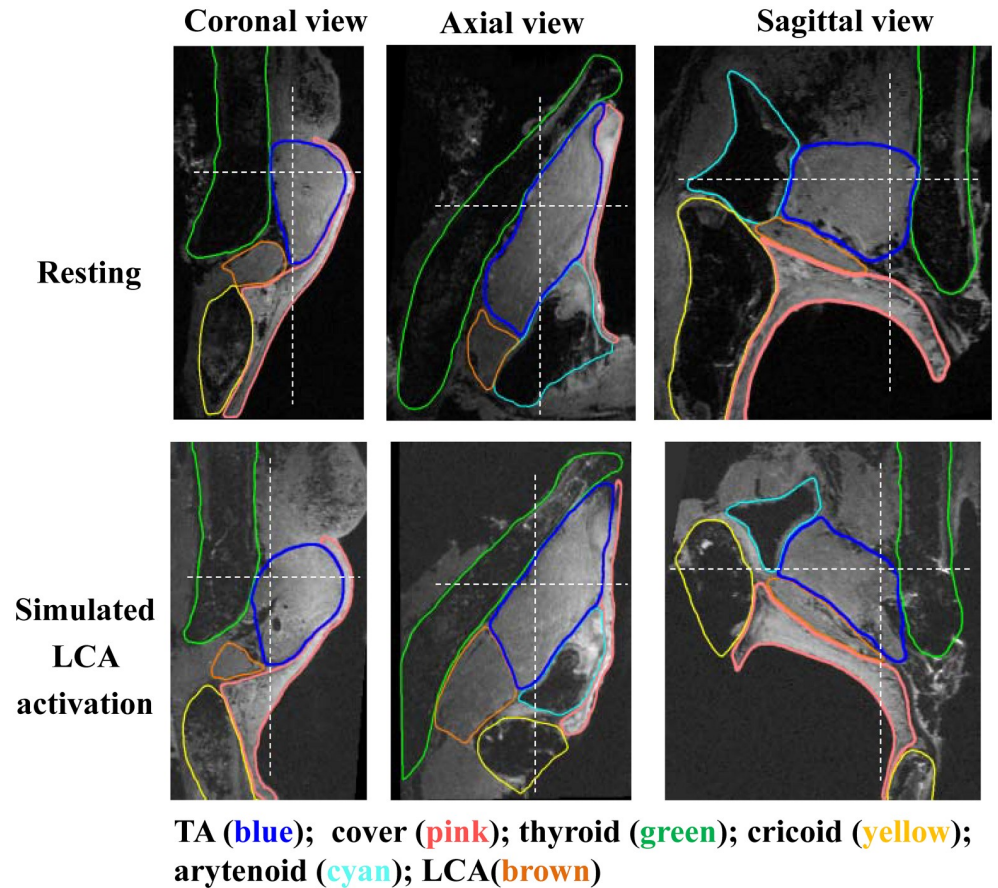 Coronal view
Axial view
Sagittal view
Resting
Simulated
LCA
activation
TA (blue); cover (pink); thyroid (green); cricoid (yellow);
arytenoid (cyan); LCA(brown)